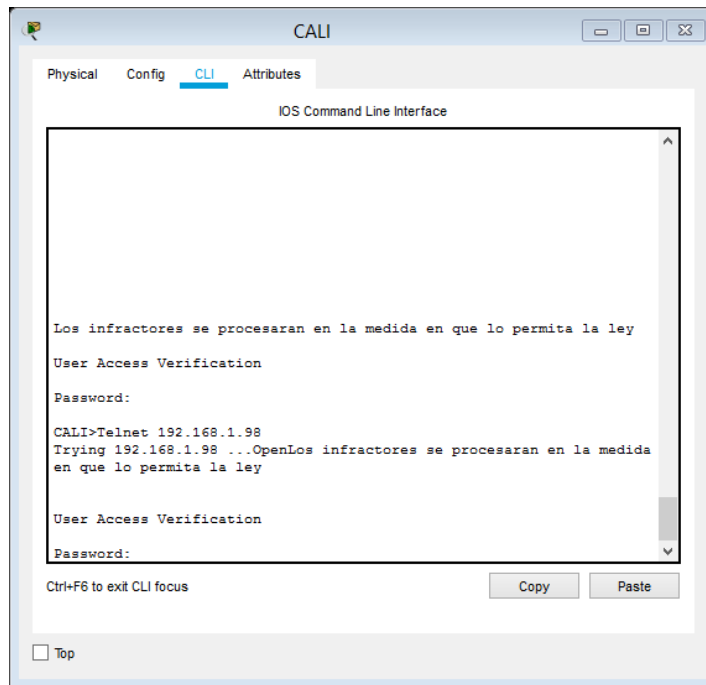 CALI
Physical Config CLI Attributes
IOS Command Line Interface
Los infractores se procesaran en la medida en que lo permita la ley
User Access Verification
Password:
CALI>Telnet 192.168.1.98
Trying 192.168.1.98 ...OpenLos infractores se procesaran en la medida
en que lo permita la ley
User Access Verification
Password:
Ctrl+F6 to exit CLI focus
Copy Paste
Top